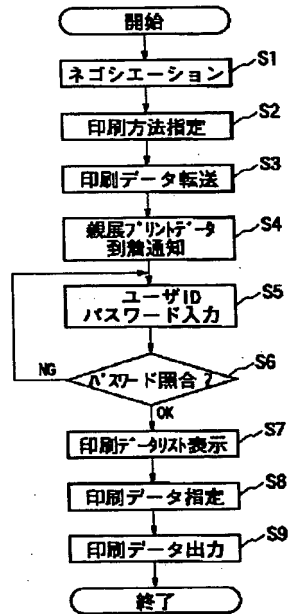 開始
S1
ネゴシエーション
S2
印刷方法指定
S3
印刷データ転送
S4
親展プリントデータ
到着通知
S5
ユーザID
パスワード入力
S6
パスワード照合?
NG
OK
S7
印刷データリスト表示
S8
印刷データ指定
S9
印刷データ出力
終了